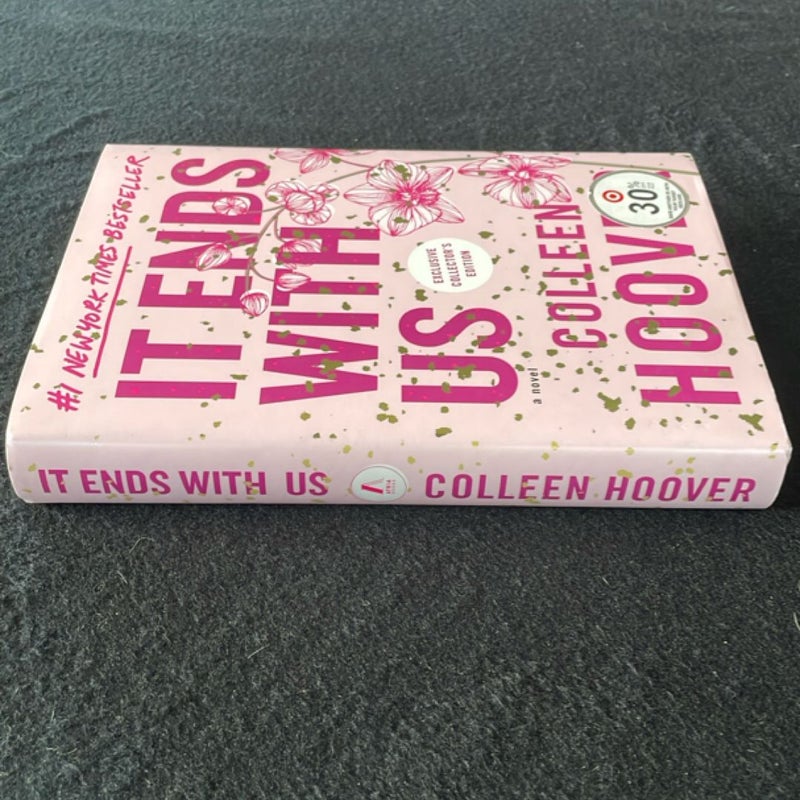 #1 NEW YORK TIMES BESTSELLER
IT ENDS
WITH
US
EXCLUSIVE
COLLECTOR'S
EDITION
a novel
COLLEEN
HOOV
30%
IT ENDS WITH US
COLLEEN HOOVER